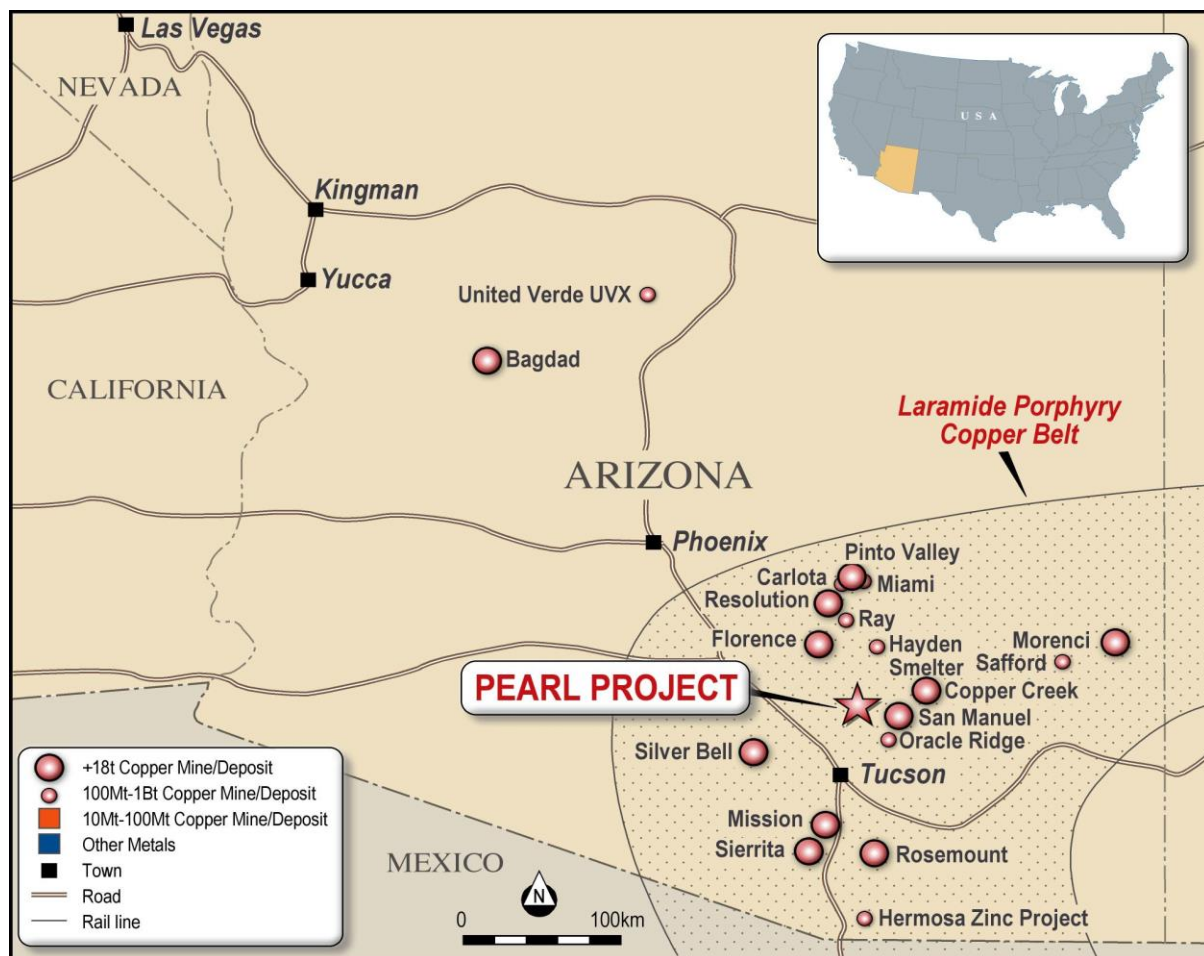 Las Vegas
NEVADA
USA
Kingman
Yucca
United Verde UVX
Bagdad
CALIFORNIA
Laramide Porphyry
Copper Belt
ARIZONA
Phoenix
Pinto Valley
Carlota
Miami
Resolution
Ray
Florence
Hayden
Smelter
Morenci
Safford
PEARL PROJECT
Copper Creek
San Manuel
Oracle Ridge
Silver Bell
Tucson
+18t Copper Mine/Deposit
100Mt-1Bt Copper Mine/Deposit
10Mt-100Mt Copper Mine/Deposit
Other Metals
Town
Road
Rail line
Mission
Sierrita
Rosemount
MEXICO
N
0 100km
Hermosa Zinc Project